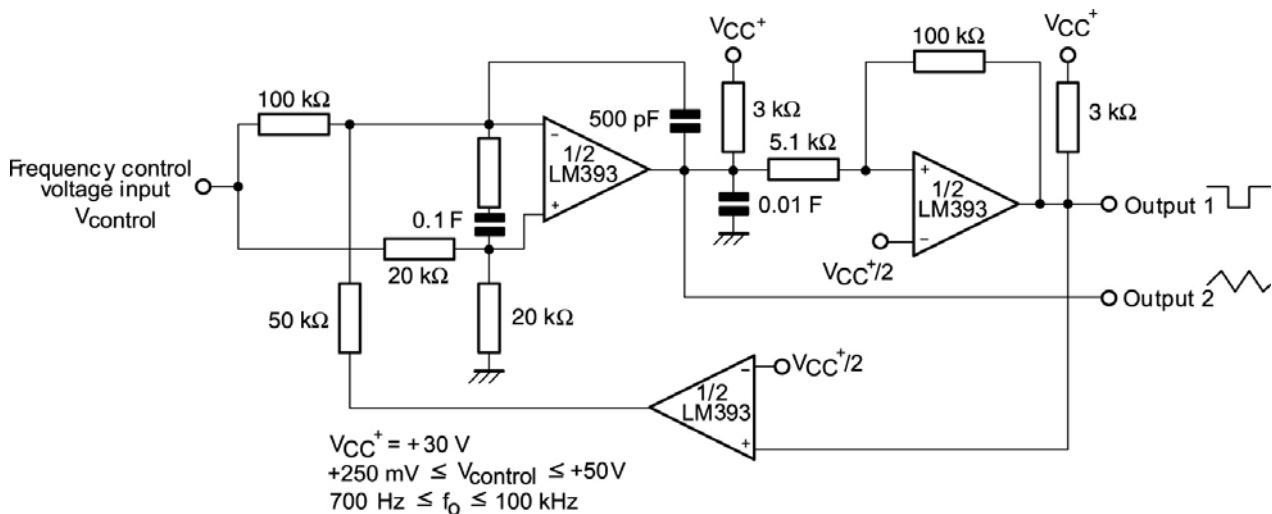 VCC+
VCC+
100 kΩ
100 kΩ
500 pF
3 kΩ
3 kΩ
5.1 kΩ
Frequency control
voltage input
Vcontrol
−
1/2
LM393
+
+
1/2
LM393
−
0.1 F
0.01 F
Output 1
20 kΩ
VCC+/2
Output 2
50 kΩ
20 kΩ
− VCC+/2
1/2
LM393
+
VCC+ = +30 V
+250 mV ≤ Vcontrol ≤ +50 V
700 Hz ≤ fo ≤ 100 kHz